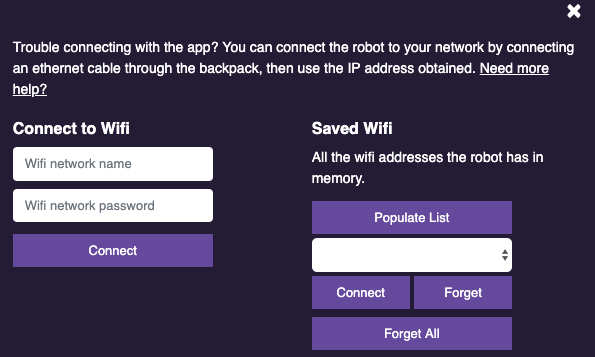 Trouble connecting with the app? You can connect the robot to your network by connecting
an ethernet cable through the backpack, then use the IP address obtained. Need more
help?
Connect to Wifi
Wifi network name
Wifi network password
Connect
Saved Wifi
All the wifi addresses the robot has in
memory.
Populate List
Connect
Forget
Forget All